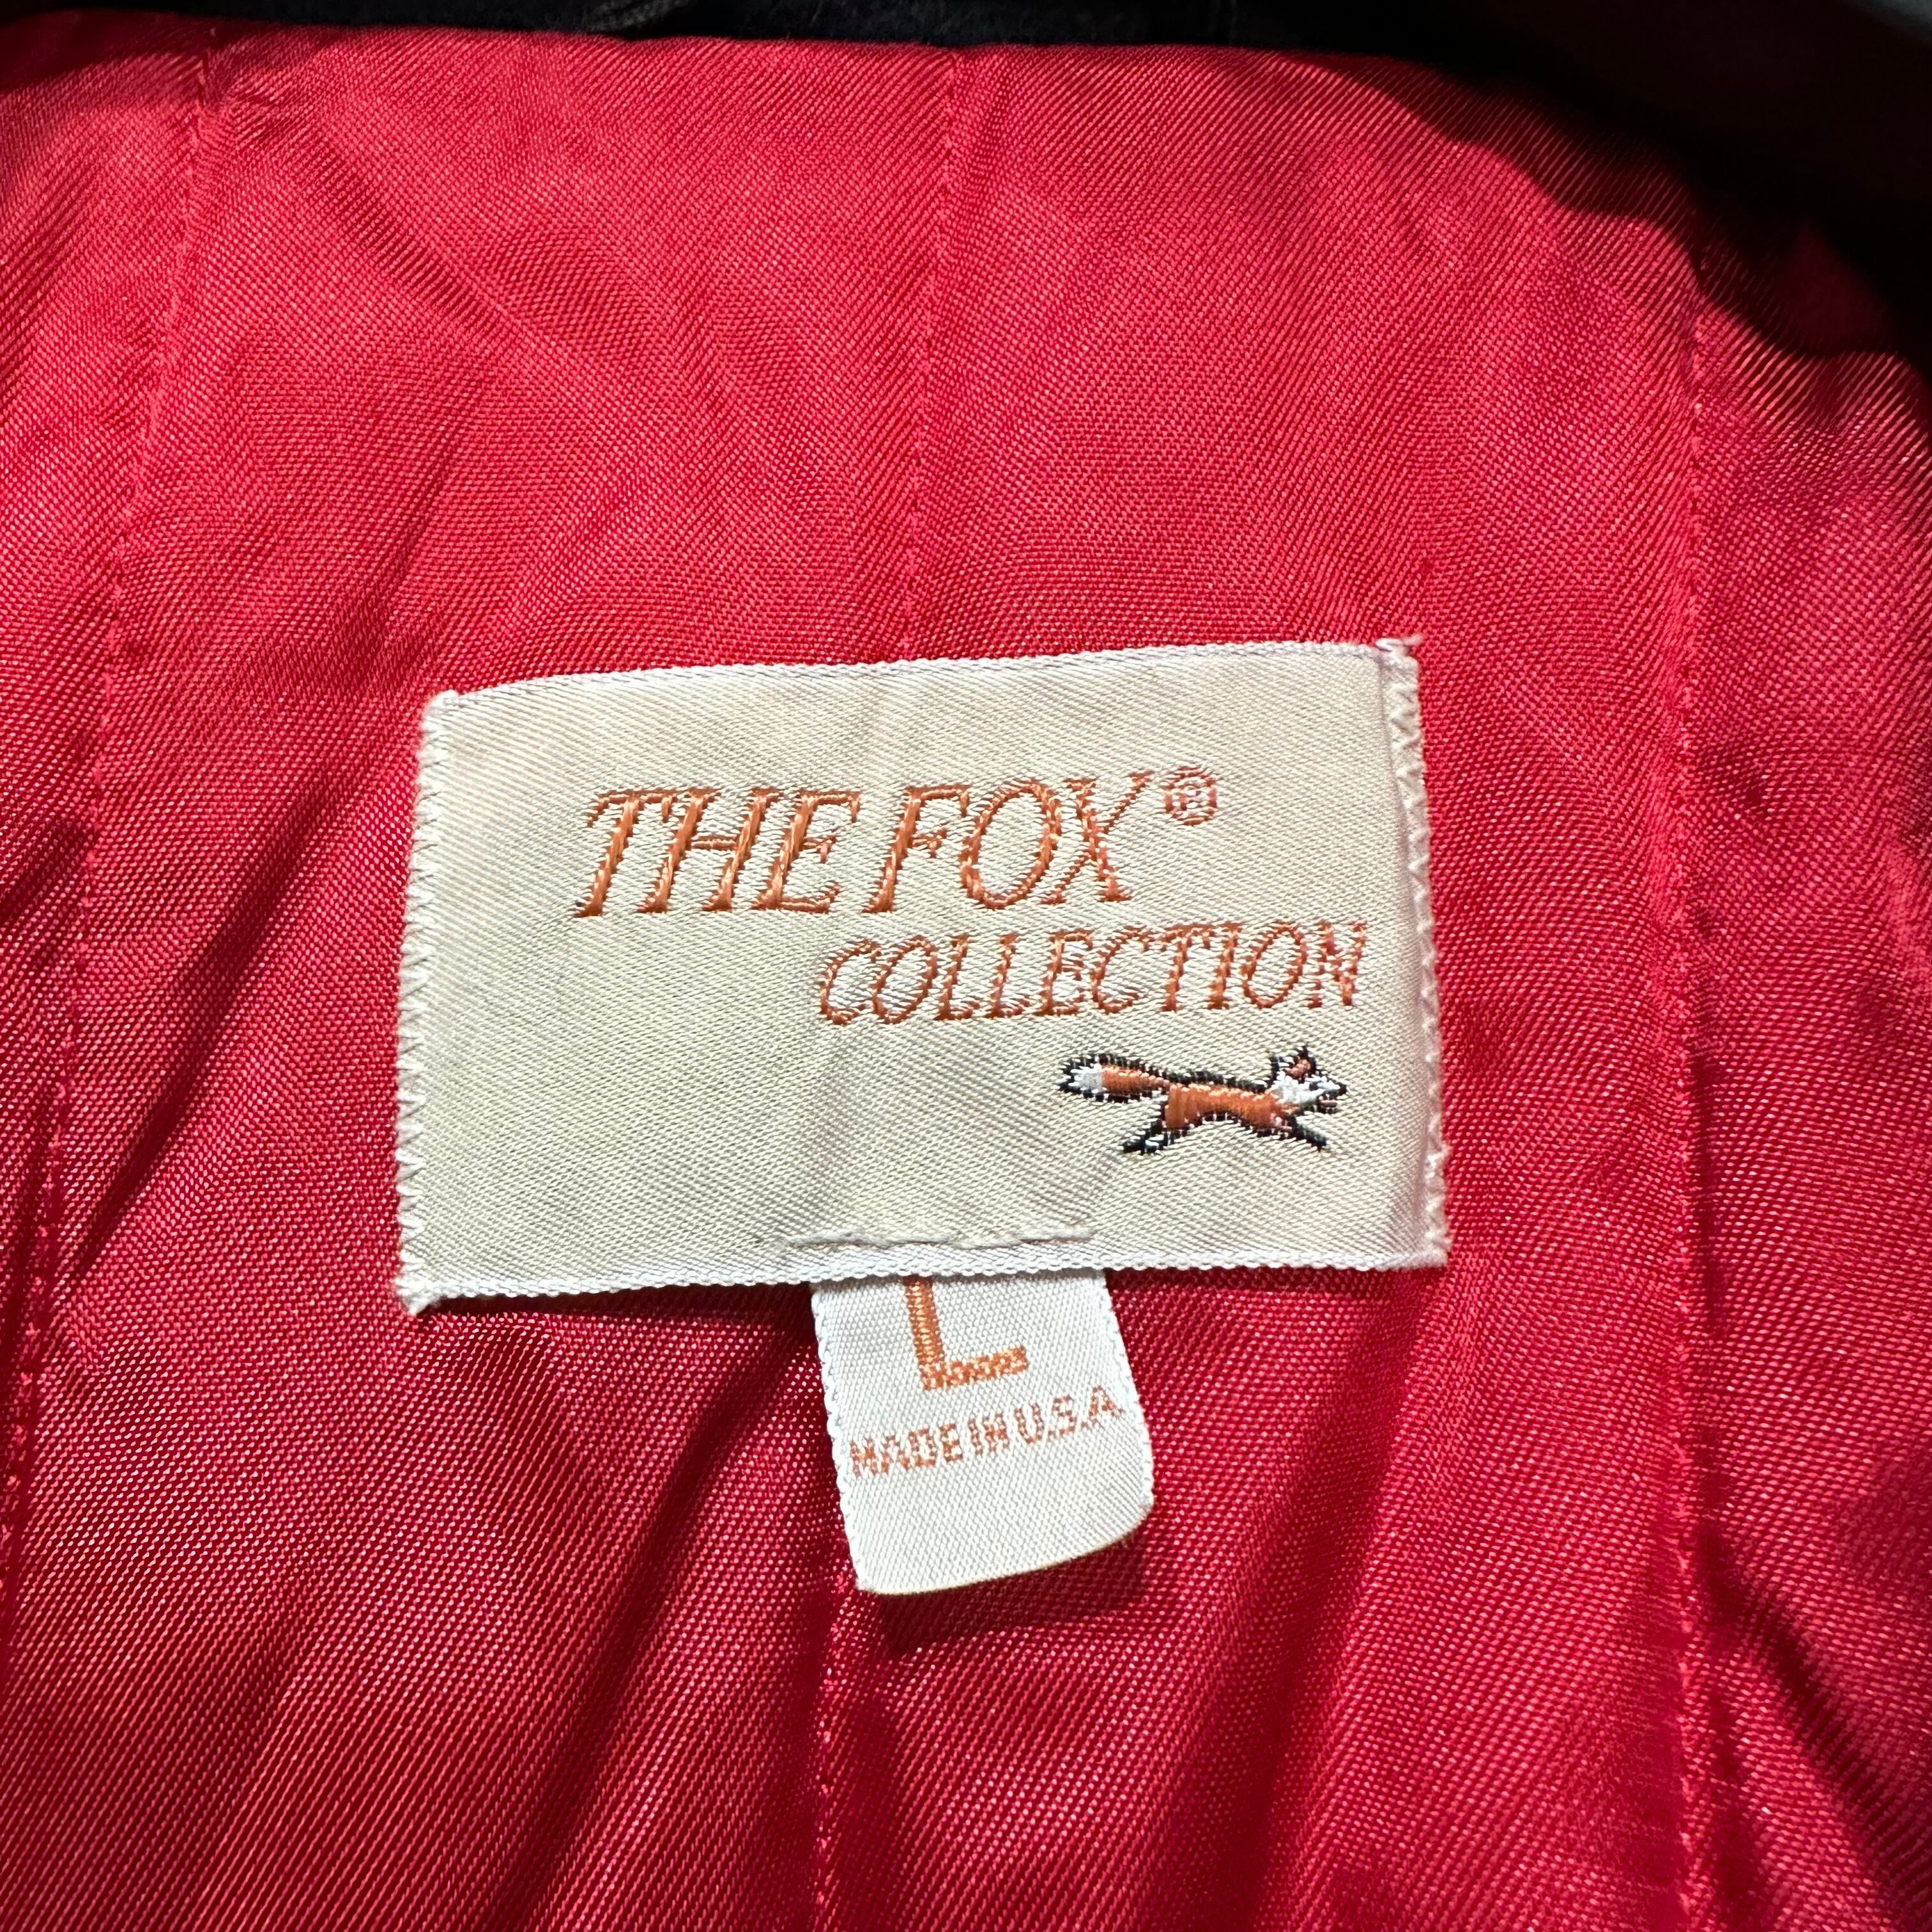 THE FOX®
COLLECTION
L
MADE IN U.S.A